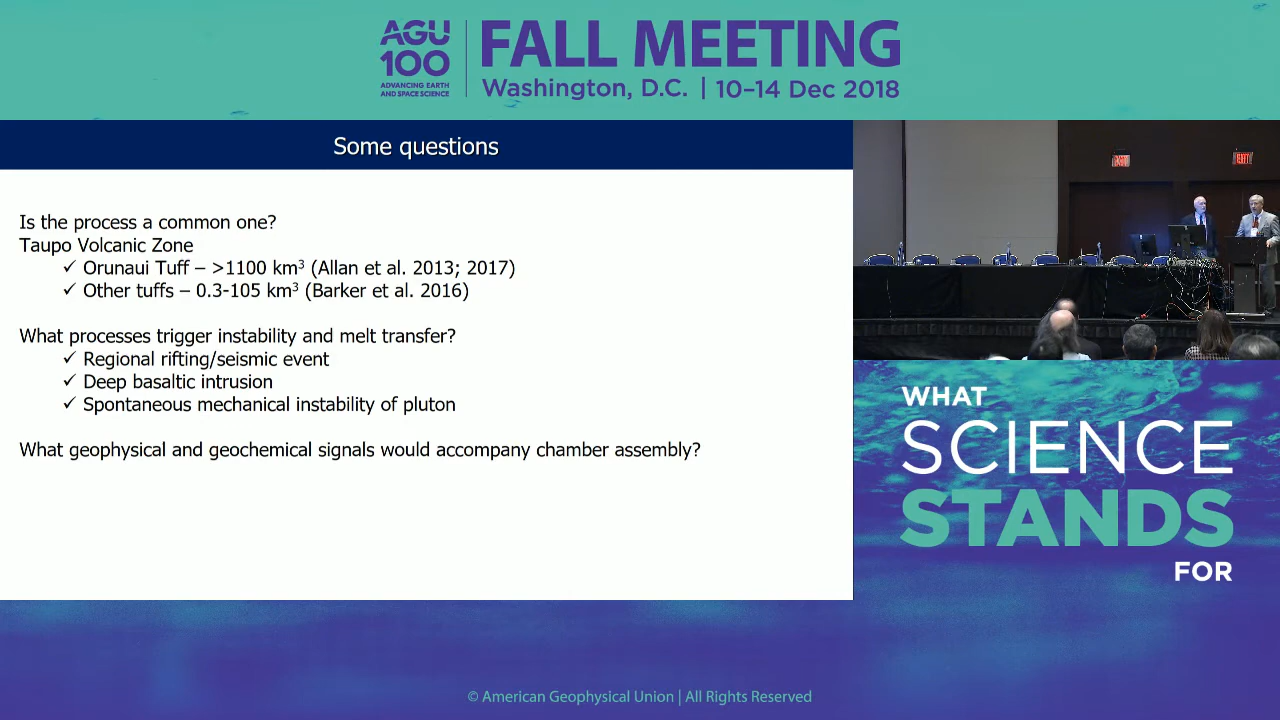 AGU
100
ADVANCING EARTH
AND SPACE SCIENCE
FALL MEETING
Washington, D.C. | 10–14 Dec 2018
Some questions
Is the process a common one?
Taupo Volcanic Zone
✓ Orunaui Tuff – >1100 km³ (Allan et al. 2013; 2017)
✓ Other tuffs – 0.3-105 km³ (Barker et al. 2016)
What processes trigger instability and melt transfer?
✓ Regional rifting/seismic event
✓ Deep basaltic intrusion
✓ Spontaneous mechanical instability of pluton
What geophysical and geochemical signals would accompany chamber assembly?
EXIT
EXIT
WHAT
SCIENCE
STANDS
FOR
© American Geophysical Union | All Rights Reserved